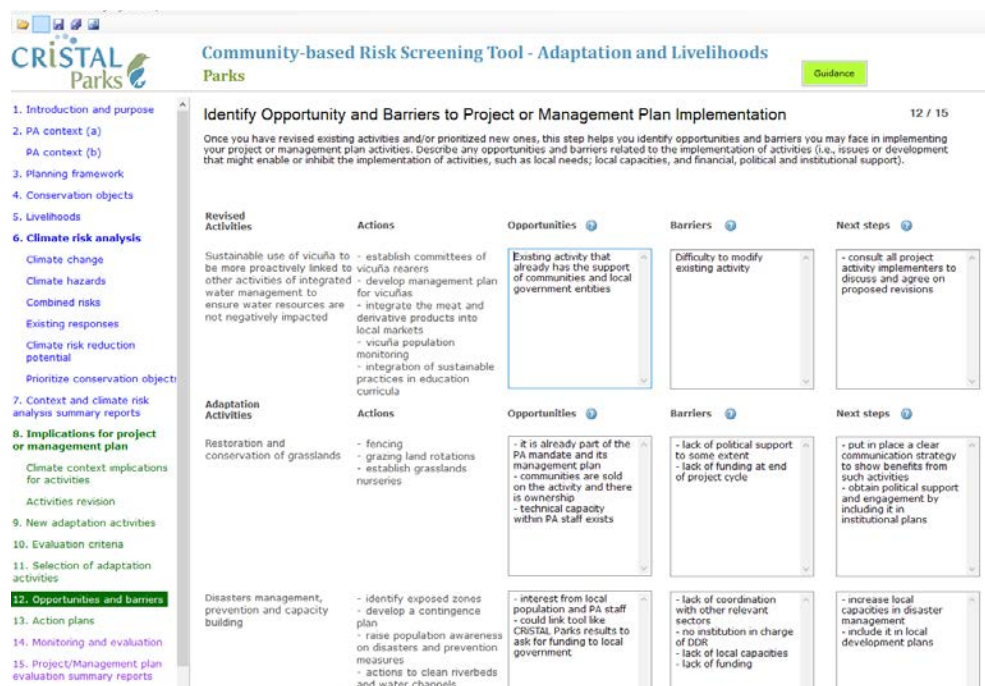 CRiSTAL
Parks
Community-based Risk Screening Tool - Adaptation and Livelihoods
Parks
Guidance
1. Introduction and purpose
2. PA context (a)
PA context (b)
3. Planning framework
4. Conservation objects
5. Livelihoods
6. Climate risk analysis
Climate change
Climate hazards
Combined risks
Existing responses
Climate risk reduction
potential
Prioritize conservation objects
7. Context and climate risk
analysis summary reports
8. Implications for project
or management plan
Climate context implications
for activities
Activities revision
9. New adaptation activities
10. Evaluation criteria
11. Selection of adaptation
activities
12. Opportunities and barriers
13. Action plans
14. Monitoring and evaluation
15. Project/Management plan
evaluation summary reports
Identify Opportunity and Barriers to Project or Management Plan Implementation
12 / 15
Once you have revised existing activities and/or prioritized new ones, this step helps you identify opportunities and barriers you may face in implementing
your project or management plan activities. Describe any opportunities and barriers related to the implementation of activities (i.e., issues or development
that might enable or inhibit the implementation of activities, such as local needs; local capacities, and financial, political and institutional support).
Revised
Activities
Actions
Opportunities
Barriers
Next steps
Sustainable use of vicuña to
be more proactively linked to
other activities of integrated
water management to
ensure water resources are
not negatively impacted
- establish committees of
vicuña rearers
- develop management plan
for vicuñas
- integrate the meat and
derivative products into
local markets
- vicuña population
monitoring
- integration of sustainable
practices in education
curricula
Existing activity that
already has the support
of communities and local
government entities
Difficulty to modify
existing activity
- consult all project
activity implementers to
discuss and agree on
proposed revisions
Adaptation
Activities
Actions
Opportunities
Barriers
Next steps
Restoration and
conservation of grasslands
- fencing
- grazing land rotations
- establish grasslands
nurseries
- it is already part of the
PA mandate and its
management plan
- communities are sold
on the activity and there
is ownership
- technical capacity
within PA staff exists
- lack of political support
to some extent
- lack of funding at end
of project cycle
- put in place a clear
communication strategy
to show benefits from
such activities
- obtain political support
and engagement by
including it in
institutional plans
Disasters management,
prevention and capacity
building
- identify exposed zones
- develop a contingence
plan
- raise population awareness
on disasters and prevention
measures
- actions to clean riverbeds
and water channels
- interest from local
population and PA staff
- could link tool like
CRiSTAL Parks results to
ask for funding to local
government
- lack of coordination
with other relevant
sectors
- no institution in charge
of DDR
- lack of local capacities
- lack of funding
- increase local
capacities in disaster
management
- include it in local
development plans